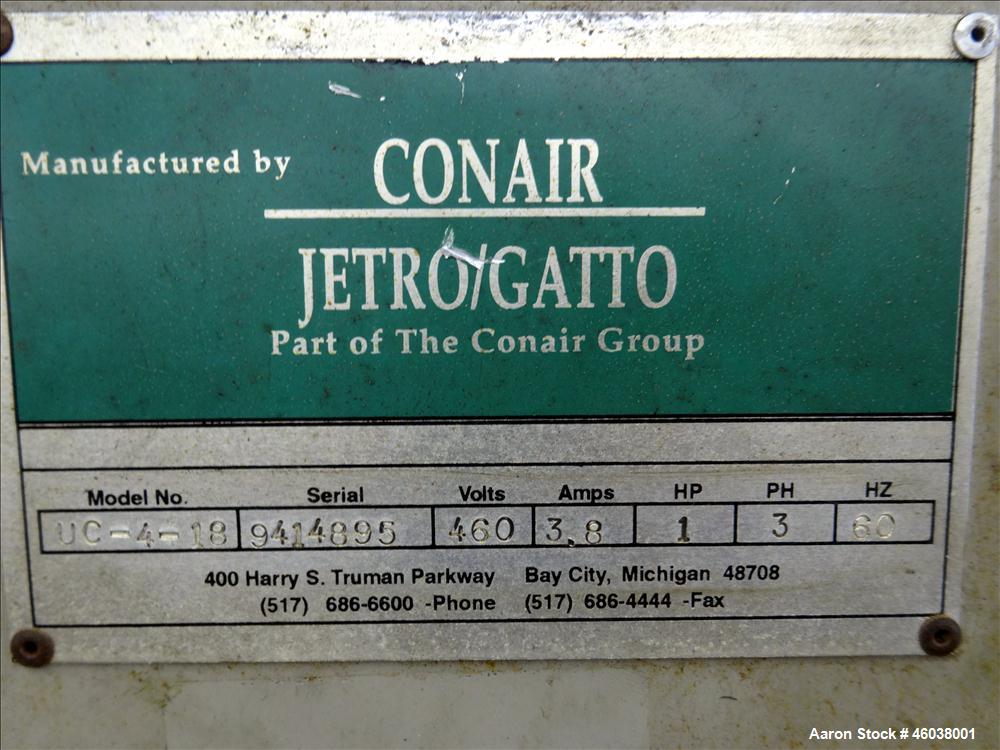 Manufactured by CONAIR
JETRO/GATTO
Part of The Conair Group
Model No. Serial Volts Amps HP PH HZ
UC-4-18 9414895 460 3.8 1 3 60
400 Harry S. Truman Parkway Bay City, Michigan 48708
(517) 686-6600 -Phone (517) 686-4444 -Fax
Aaron Stock # 46038001